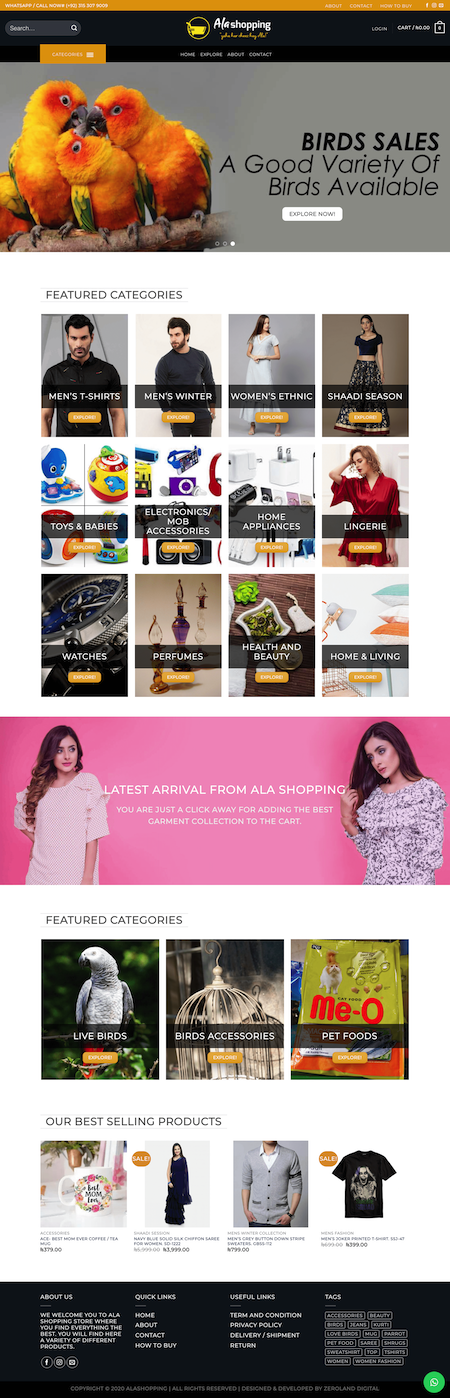 WHATSAPP / CALL NOW# (+92) 315 307 9009
ABOUT CONTACT HOW TO BUY
Search...
Ala shopping
LOGIN
CART / ₨0.00 0
CATEGORIES
HOME EXPLORE ABOUT CONTACT
BIRDS SALES
A Good Variety Of
Birds Available
EXPLORE NOW!
FEATURED CATEGORIES
MEN'S T-SHIRTS
EXPLORE!
MEN'S WINTER
EXPLORE!
WOMEN'S ETHNIC
EXPLORE!
SHAADI SEASON
EXPLORE!
TOYS & BABIES
EXPLORE!
ELECTRONICS/
MOB
ACCESSORIES
EXPLORE!
HOME
APPLIANCES
EXPLORE!
LINGERIE
EXPLORE!
WATCHES
EXPLORE!
PERFUMES
EXPLORE!
HEALTH AND
BEAUTY
EXPLORE!
HOME & LIVING
EXPLORE!
LATEST ARRIVAL FROM ALA SHOPPING
YOU ARE JUST A CLICK AWAY FOR ADDING THE BEST
GARMENT COLLECTION TO THE CART.
FEATURED CATEGORIES
LIVE BIRDS
EXPLORE!
BIRDS ACCESSORIES
EXPLORE!
CAT FOOD
Me-O
PET FOODS
EXPLORE!
OUR BEST SELLING PRODUCTS
Best
MOM
Ever
ACCESSORIES
ACE: BEST MOM EVER COFFEE / TEA
MUG.
₨379.00
SALE!
SHAADI SESSION
NAVY BLUE SOLID SILK CHIFFON SAREE
FOR WOMEN. SD-1222
₨5,999.00 ₨3,999.00
MENS WINTER COLLECTION
MEN'S GREY BUTTON DOWN STRIPE
SWEATERS. GBSS-112
₨799.00
SALE!
MENS FASHION
MEN'S JOKER PRINTED T-SHIRT. SSJ-47
₨699.00 ₨399.00
ABOUT US
WE WELCOME YOU TO ALA
SHOPPING STORE WHERE
YOU FIND EVERYTHING THE
BEST. YOU WILL FIND HERE
A VARIETY OF DIFFERENT
PRODUCTS.
QUICK LINKS
HOME
ABOUT
CONTACT
HOW TO BUY
USEFUL LINKS
TERM AND CONDITION
PRIVACY POLICY
DELIVERY / SHIPMENT
RETURN
TAGS
ACCESSORIES BEAUTY
BIRDS JEANS KURTI
LOVE BIRDS MUG PARROT
PET FOOD SAREE SHRUGS
SWEATSHIRT TOP TSHIRTS
WOMEN WOMEN FASHION
COPYRIGHT © 2020 ALASHOPPING | ALL RIGHTS RESERVED | DESIGNED & DEVELOPED BY ZEROLAND DIGITAL